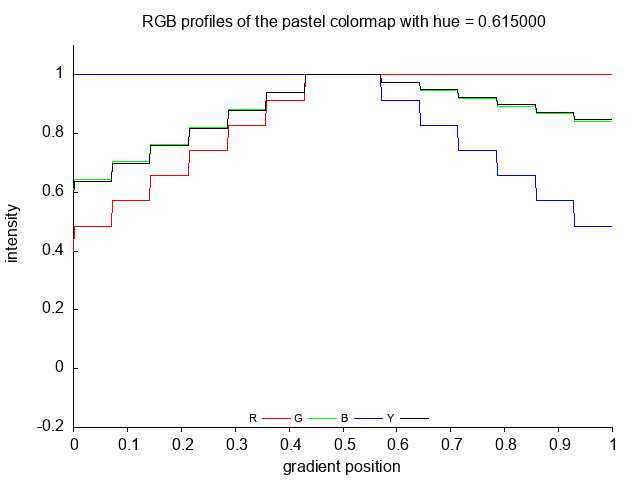 RGB profiles of the pastel colormap with hue = 0.615000
1
0.8
0.6
0.4
0.2
0
-0.2
intensity
R G B Y
0 0.1 0.2 0.3 0.4 0.5 0.6 0.7 0.8 0.9 1
gradient position